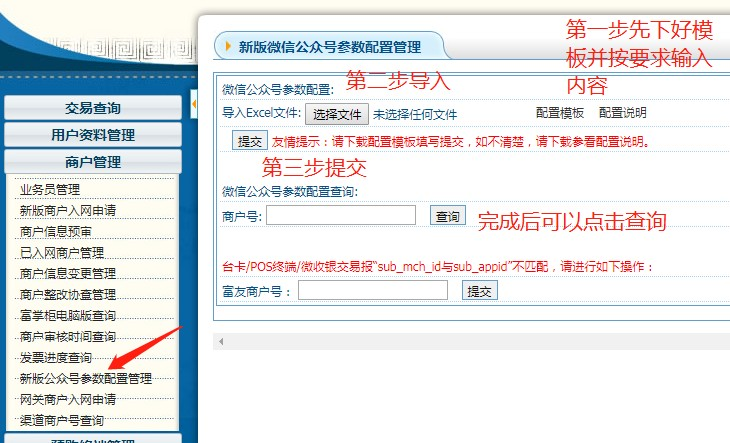 交易查询
用户资料管理
商户管理
业务员管理
新版商户入网申请
商户信息预审
已入网商户管理
商户信息变更管理
商户整改协查管理
富掌柜电脑版查询
商户审核时间查询
发票进度查询
新版公众号参数配置管理
网关商户入网申请
渠道商户号查询
新版微信公众号参数配置管理
第一步先下好模
板并按要求输入
内容
微信公众号参数配置:
第二步导入
导入Excel文件: 选择文件 未选择任何文件 配置模板 配置说明
提交 友情提示：请下载配置模板填写提交，如不清楚，请下载参看配置说明。
第三步提交
微信公众号参数配置查询:
商户号: 查询 完成后可以点击查询
台卡/POS终端/微收银交易报“sub_mch_id与sub_appid”不匹配，请进行如下操作：
富友商户号： 提交